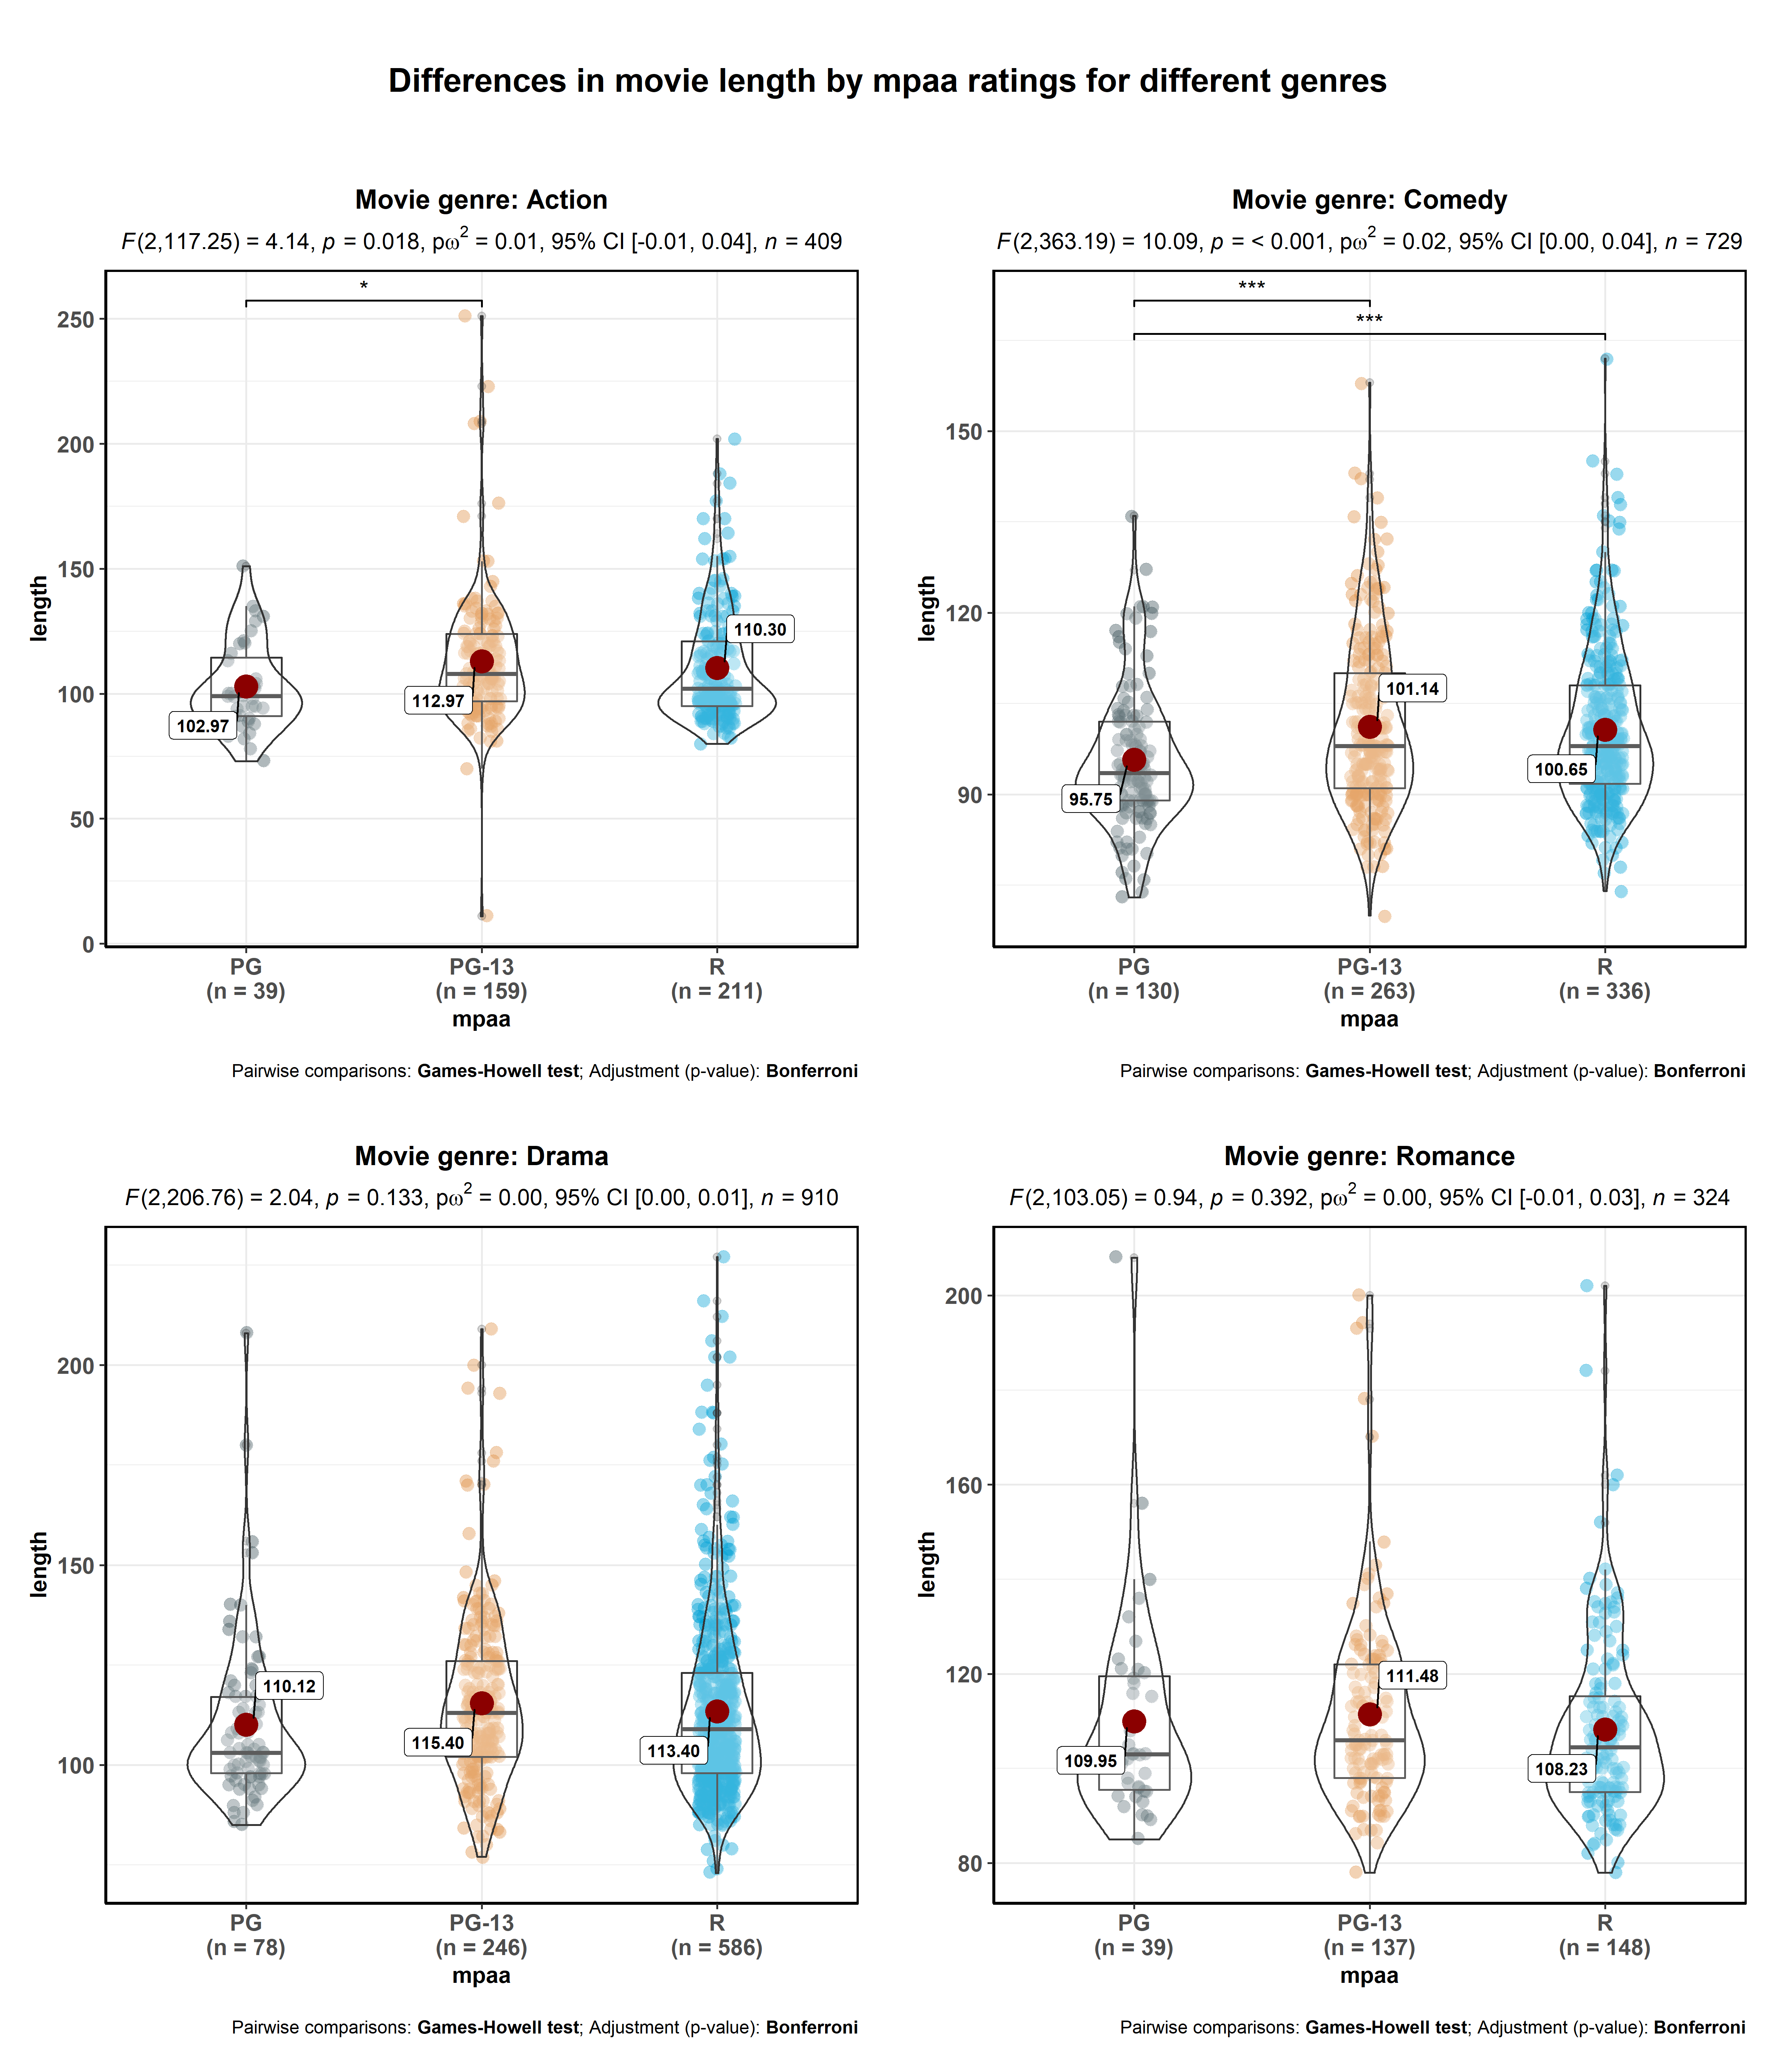 Differences in movie length by mpaa ratings for different genres
Movie genre: Action
F(2,117.25) = 4.14, p = 0.018, pω² = 0.01, 95% CI [-0.01, 0.04], n = 409
*
250
200
150
100
50
0
length
102.97
112.97
110.30
PG
(n = 39)
PG-13
(n = 159)
R
(n = 211)
mpaa
Pairwise comparisons: Games-Howell test; Adjustment (p-value): Bonferroni
Movie genre: Comedy
F(2,363.19) = 10.09, p = < 0.001, pω² = 0.02, 95% CI [0.00, 0.04], n = 729
***
***
150
120
90
length
95.75
101.14
100.65
PG
(n = 130)
PG-13
(n = 263)
R
(n = 336)
mpaa
Pairwise comparisons: Games-Howell test; Adjustment (p-value): Bonferroni
Movie genre: Drama
F(2,206.76) = 2.04, p = 0.133, pω² = 0.00, 95% CI [0.00, 0.01], n = 910
200
150
100
length
110.12
115.40
113.40
PG
(n = 78)
PG-13
(n = 246)
R
(n = 586)
mpaa
Pairwise comparisons: Games-Howell test; Adjustment (p-value): Bonferroni
Movie genre: Romance
F(2,103.05) = 0.94, p = 0.392, pω² = 0.00, 95% CI [-0.01, 0.03], n = 324
200
160
120
80
length
109.95
111.48
108.23
PG
(n = 39)
PG-13
(n = 137)
R
(n = 148)
mpaa
Pairwise comparisons: Games-Howell test; Adjustment (p-value): Bonferroni